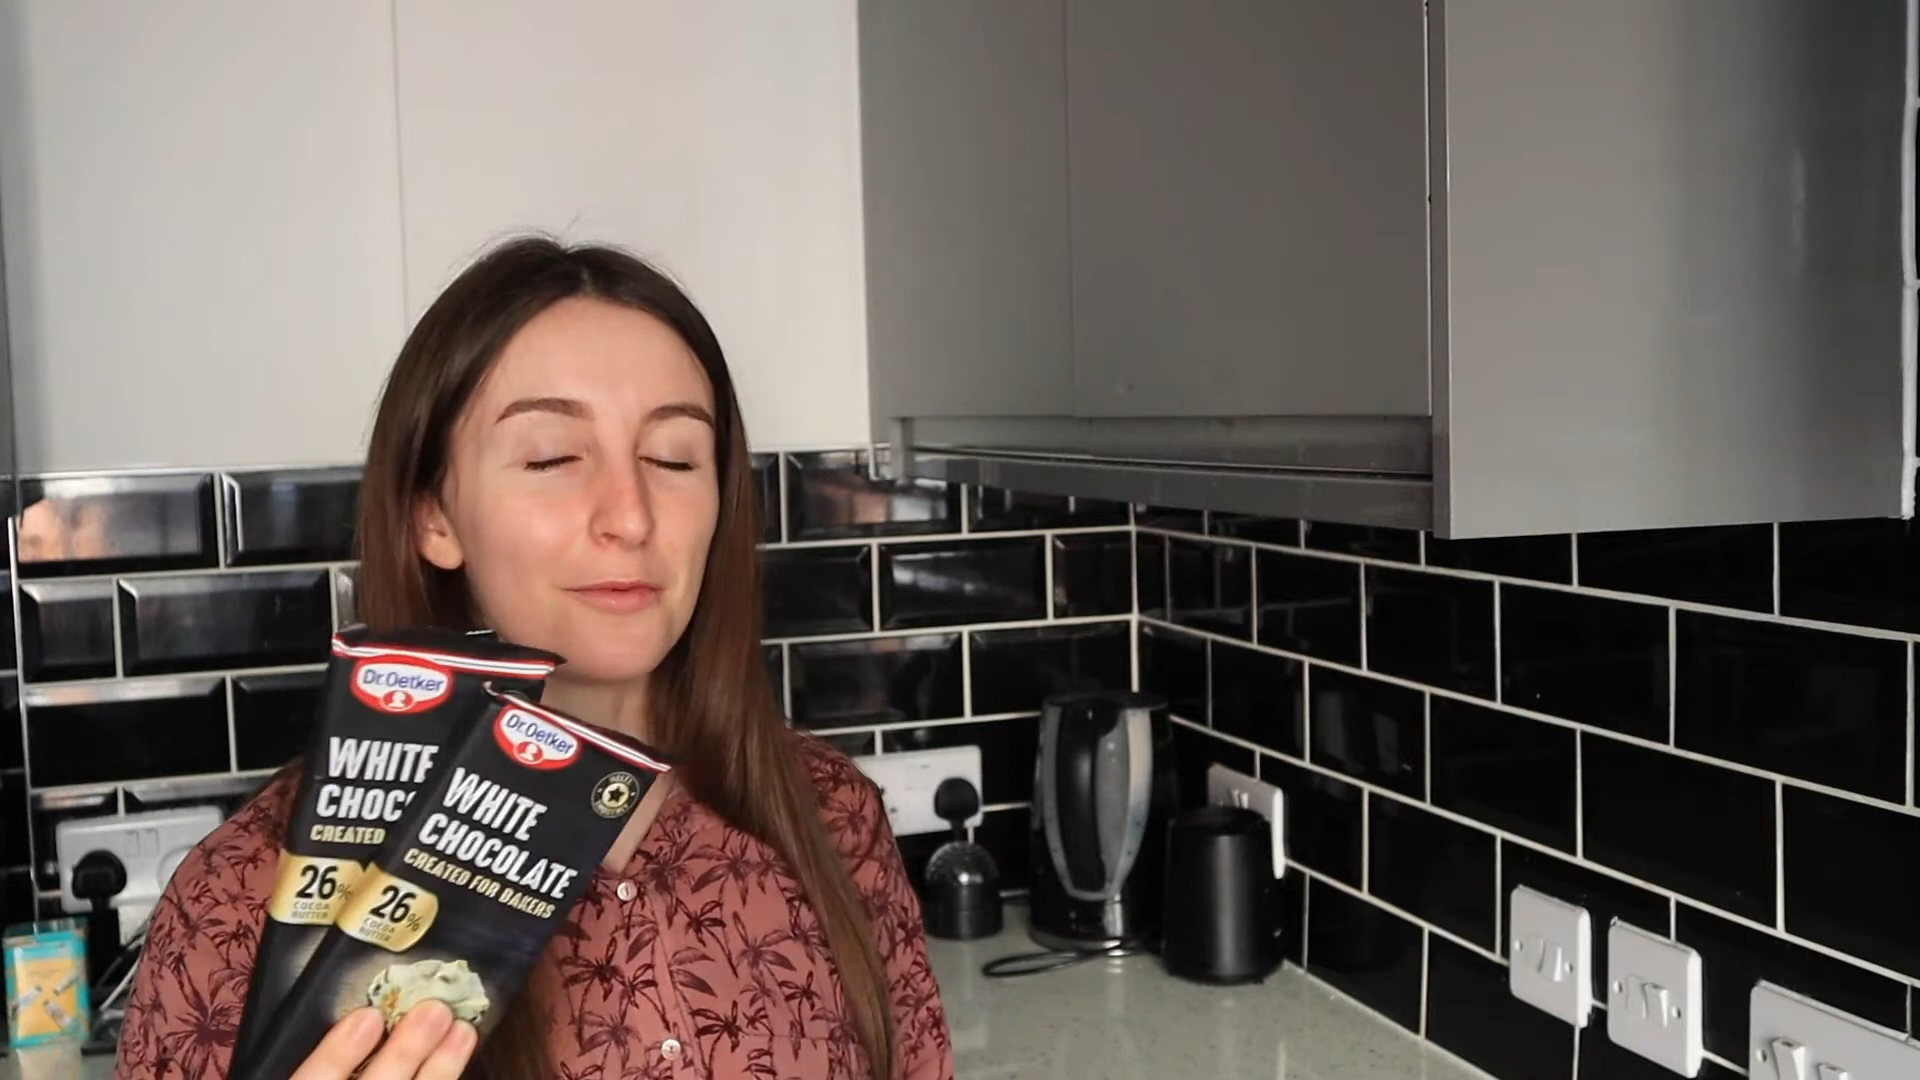 Dr.Oetker
WHITE
CHOC
CREATED
26%
COCOA
BUTTER
Dr.Oetker
WHITE
CHOCOLATE
CREATED FOR BAKERS
26%
COCOA
BUTTER